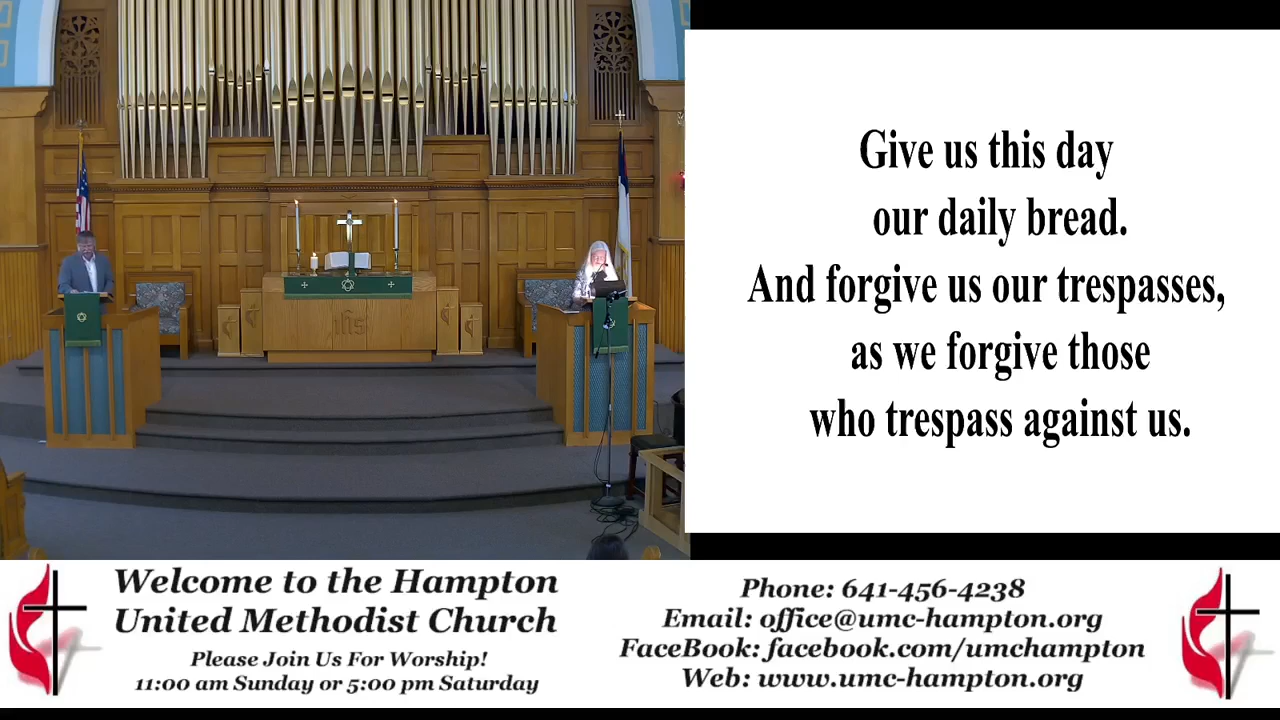 Give us this day
our daily bread.
And forgive us our trespasses,
as we forgive those
who trespass against us.
ihs
Welcome to the Hampton
United Methodist Church
Please Join Us For Worship!
11:00 am Sunday or 5:00 pm Saturday
Phone: 641-456-4238
Email: office@umc-hampton.org
FaceBook: facebook.com/umchampton
Web: www.umc-hampton.org